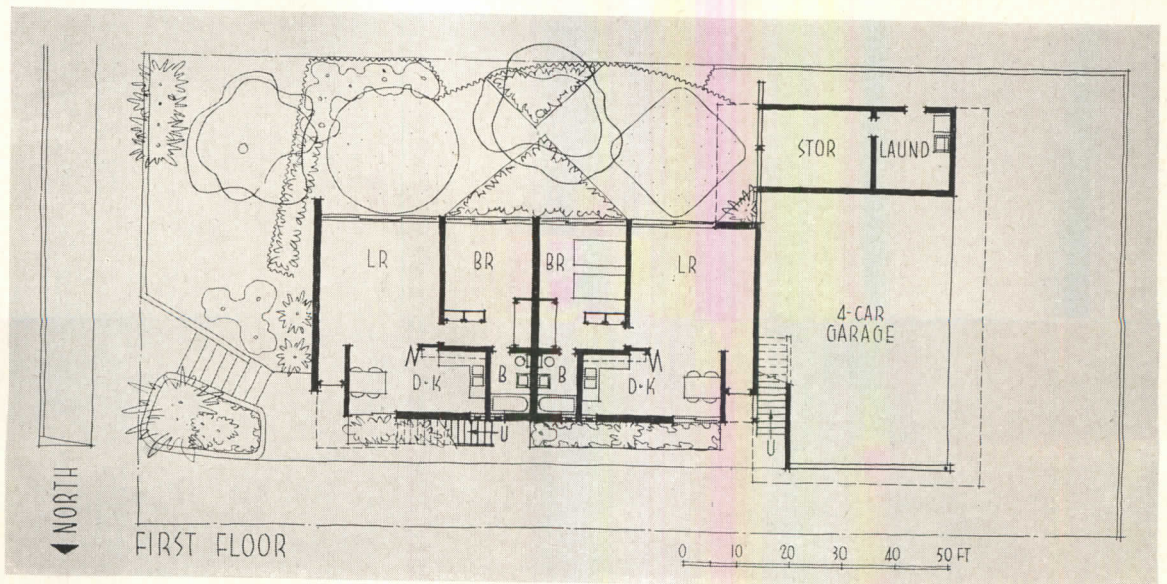 STOR
LAUND
LR
BR
BR
LR
4-CAR
GARAGE
D·K
B
B
D·K
U
U
NORTH
FIRST FLOOR
0 10 20 30 40 50 FT